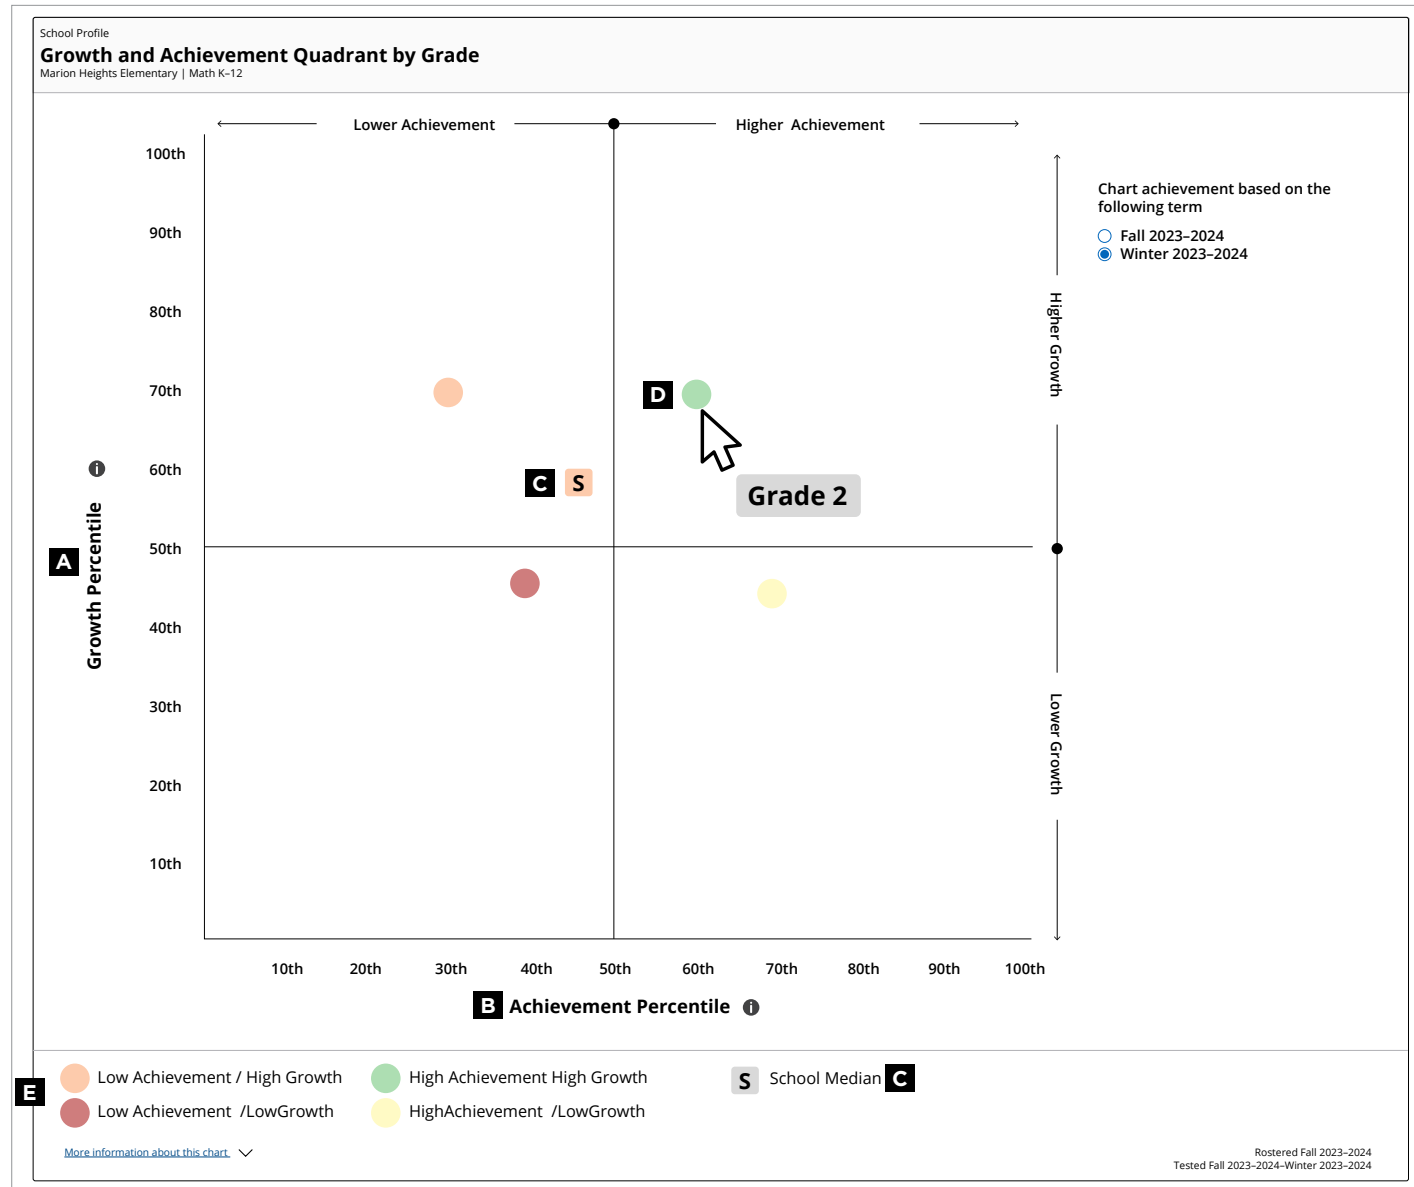 School Profile
Growth and Achievement Quadrant by Grade
Marion Heights Elementary | Math K–12
Lower Achievement
Higher Achievement
100th
90th
80th
70th
60th
50th
40th
30th
20th
10th
Growth Percentile i
A
C S
D
Grade 2
Higher Growth
Lower Growth
Chart achievement based on the
following term
Fall 2023–2024
Winter 2023–2024
10th 20th 30th 40th 50th 60th 70th 80th 90th 100th
B Achievement Percentile i
E
Low Achievement / High Growth
High Achievement High Growth
S School Median C
Low Achievement /LowGrowth
HighAchievement /LowGrowth
More information about this chart
Rostered Fall 2023–2024
Tested Fall 2023–2024–Winter 2023–2024